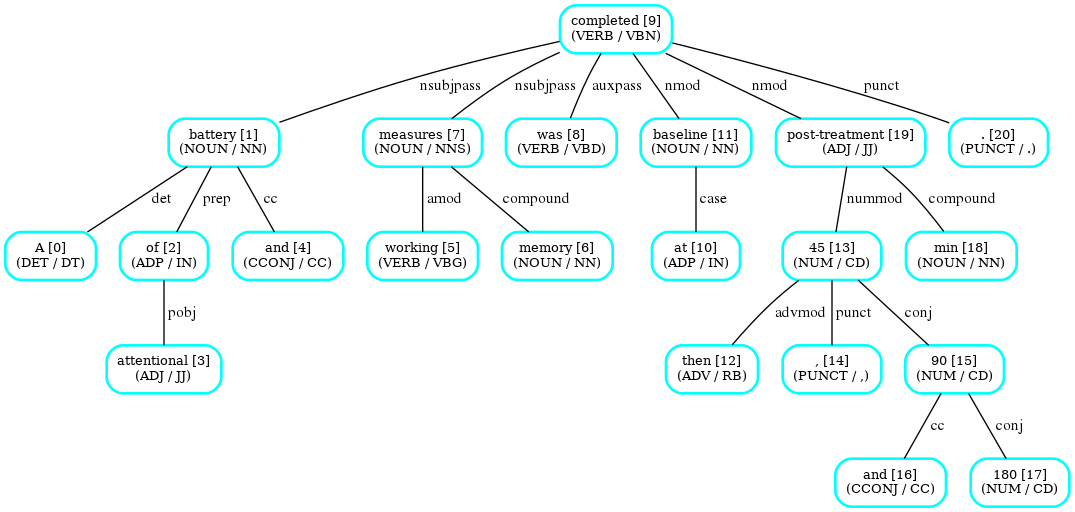 completed [9]
(VERB / VBN)
nsubjpass
nsubjpass
auxpass
nmod
nmod
punct
battery [1]
(NOUN / NN)
measures [7]
(NOUN / NNS)
was [8]
(VERB / VBD)
baseline [11]
(NOUN / NN)
post-treatment [19]
(ADJ / JJ)
. [20]
(PUNCT / .)
det
prep
cc
amod
compound
case
nummod
compound
A [0]
(DET / DT)
of [2]
(ADP / IN)
and [4]
(CCONJ / CC)
working [5]
(VERB / VBG)
memory [6]
(NOUN / NN)
at [10]
(ADP / IN)
45 [13]
(NUM / CD)
min [18]
(NOUN / NN)
pobj
advmod
punct
conj
attentional [3]
(ADJ / JJ)
then [12]
(ADV / RB)
, [14]
(PUNCT / ,)
90 [15]
(NUM / CD)
cc
conj
and [16]
(CCONJ / CC)
180 [17]
(NUM / CD)